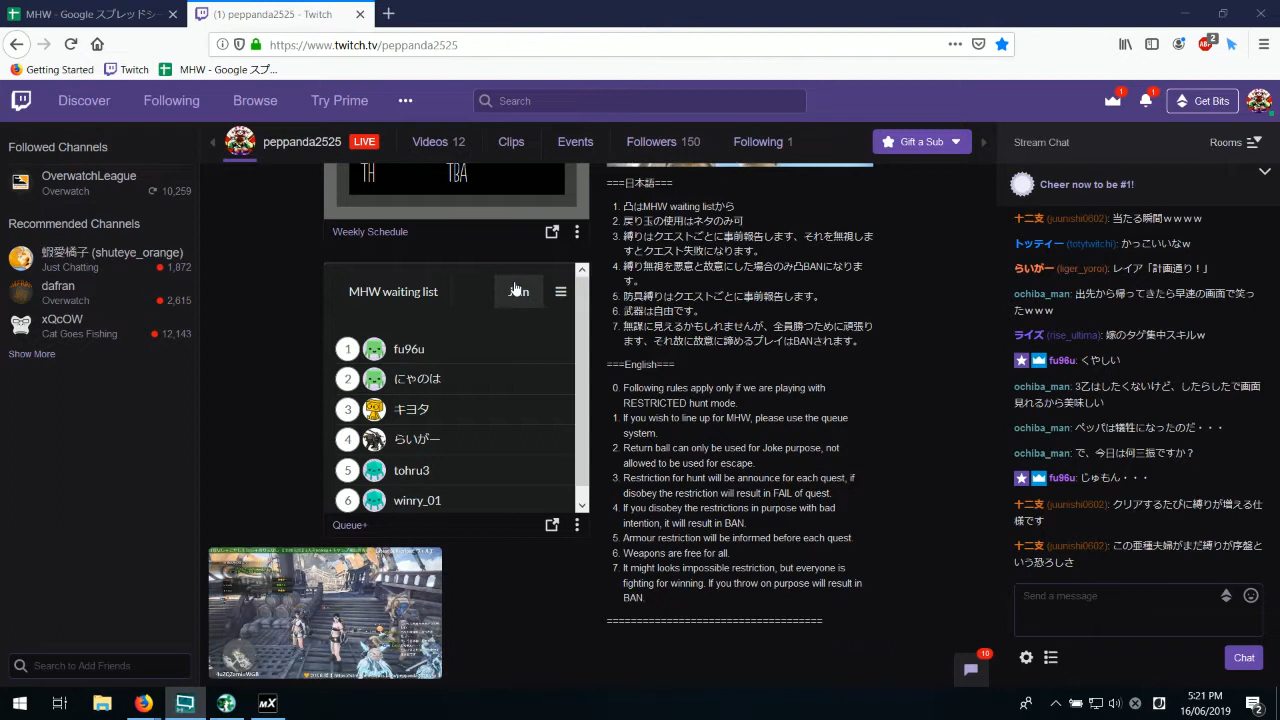 MHW - Google スプレッドシー
(1) peppanda2525 - Twitch
https://www.twitch.tv/peppanda2525
2
Getting Started
Twitch
MHW - Google スプ...
Discover
Following
Browse
Try Prime
Search
1
1
Get Bits
Followed Channels
OverwatchLeague
Overwatch
10,259
Recommended Channels
蝦愛橘子 (shuteye_orange)
Just Chatting
1,872
dafran
Overwatch
2,615
xQcOW
Cat Goes Fishing
12,143
Show More
Search to Add Friends
peppanda2525
LIVE
Videos 12
Clips
Events
Followers 150
Following 1
Gift a Sub
TH
TBA
Weekly Schedule
MHW waiting list
1 fu96u
2 にゃのは
3 キヨタ
4 らいがー
5 tohru3
6 winry_01
Queue+
===日本語===
1. 凸はMHW waiting listから
2. 戻り玉の使用はネタのみ可
3. 縛りはクエストごとに事前報告します、それを無視しま
すとクエスト失敗になります。
4. 縛り無視を悪意と故意にした場合のみ凸BANになりま
す。
5. 防具縛りはクエストごとに事前報告します。
6. 武器は自由です。
7. 無謀に見えるかもしれませんが、全員勝つために頑張り
ます、それ故に故意に諦めるプレイはBANされます。
===English===
0. Following rules apply only if we are playing with
RESTRICTED hunt mode.
1. If you wish to line up for MHW, please use the queue
system.
2. Return ball can only be used for Joke purpose, not
allowed to be used for escape.
3. Restriction for hunt will be announce for each quest, if
disobey the restriction will result in FAIL of quest.
4. If you disobey the restrictions in purpose with bad
intention, it will result in BAN.
5. Armour restriction will be informed before each quest.
6. Weapons are free for all.
7. It might looks impossible restriction, but everyone is
fighting for winning. If you throw on purpose will result in
BAN.
==================================
10
Stream Chat
Rooms
Cheer now to be #1!
十二支 (juunishi0602): 当たる瞬間ｗｗｗｗ
トッティー (totytwitchi): かっこいいなw
らいがー (liger_yoroi): レイア「計画通り！」
ochiba_man: 出先から帰ってきたら早速の画面で笑っ
たｗｗｗ
ライズ (rise_ultima): 嫁のタゲ集中スキルw
fu96u: くやしい
ochiba_man: 3乙はしたくないけど、したらしたで画面
見れるから美味しい
ochiba_man: ペッパは犠牲になったのだ・・・
ochiba_man: で、今日は何三振ですか？
fu96u: じゅもん・・・
十二支 (juunishi0602): クリアするたびに縛りが増える仕
様です
十二支 (juunishi0602): この亜種夫婦がまだ縛りが序盤と
いう恐ろしさ
Send a message
Chat
mX
5:21 PM
16/06/2019
2